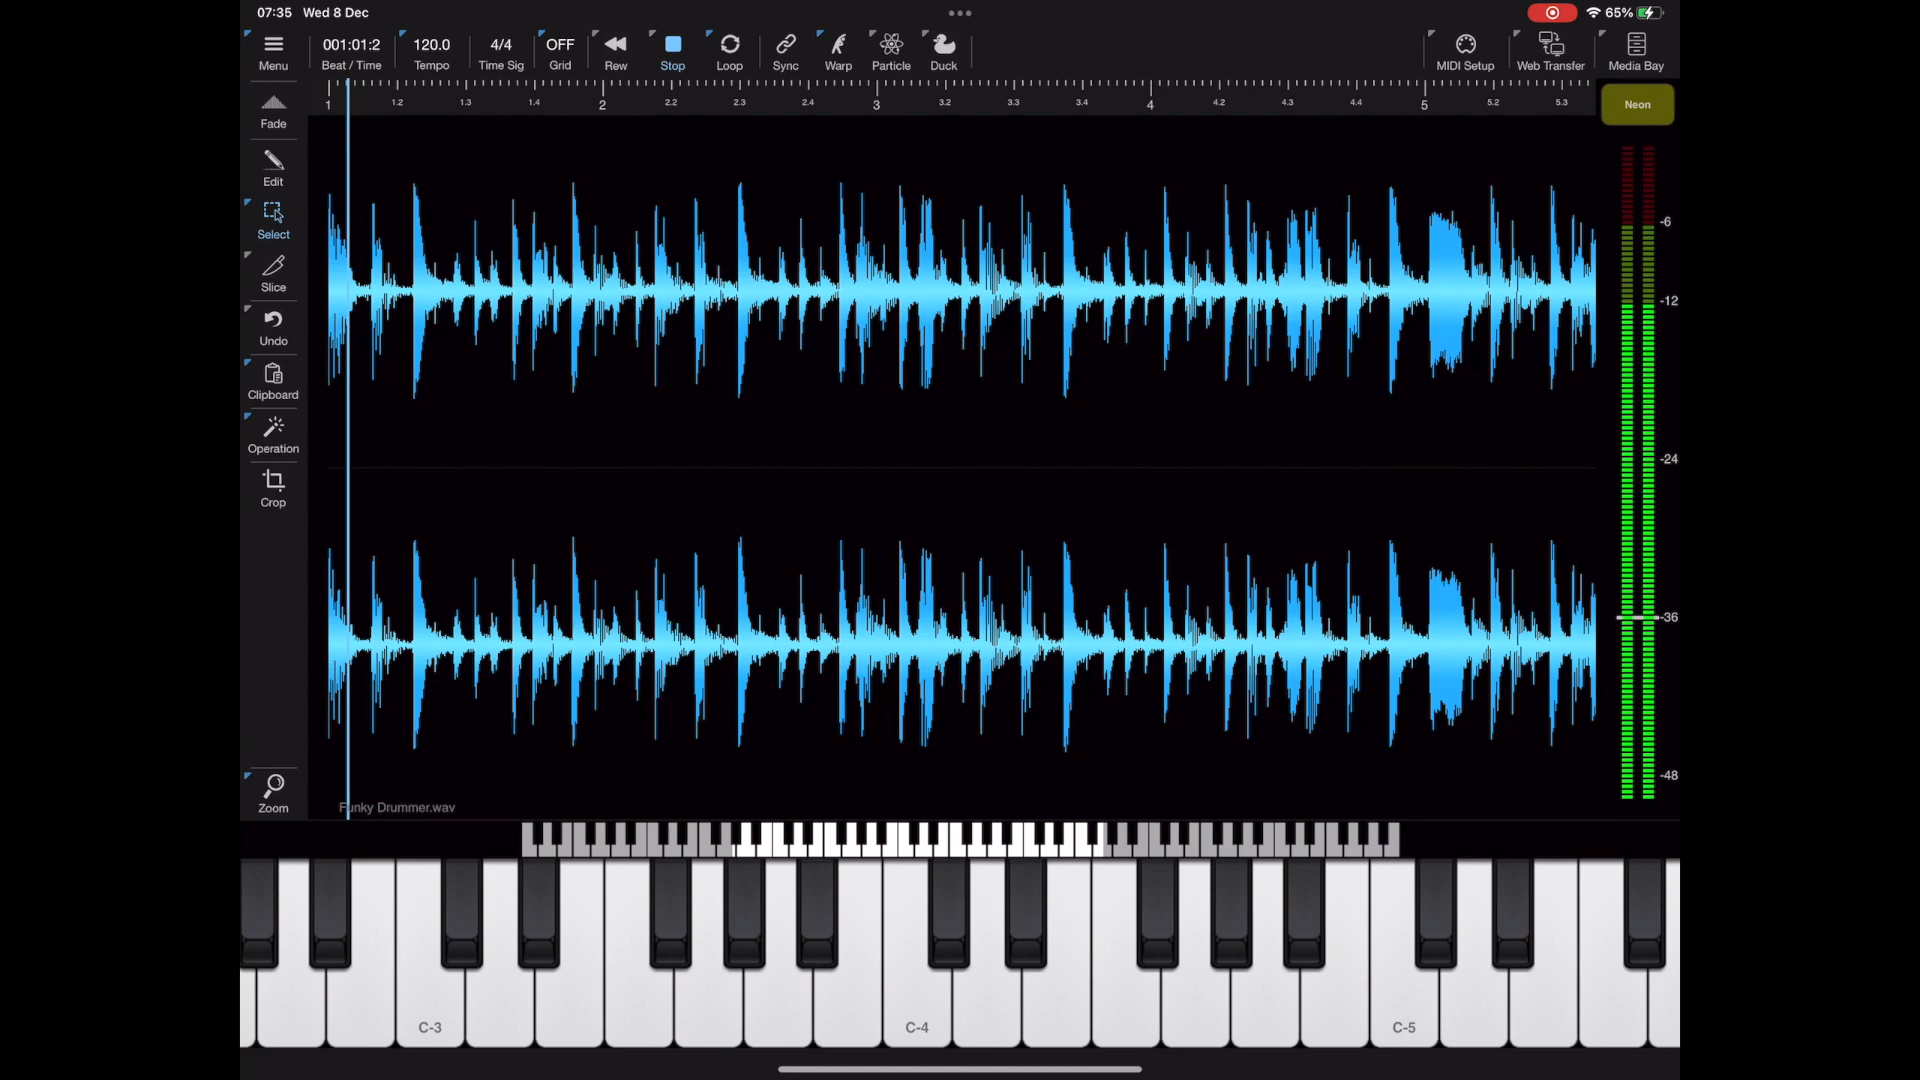 07:35 Wed 8 Dec
65%
Menu
001:01:2
Beat / Time
120.0
Tempo
4/4
Time Sig
OFF
Grid
Rew
Stop
Loop
Sync
Warp
Particle
Duck
MIDI Setup
Web Transfer
Media Bay
1 1.2 1.3 1.4 2 2.2 2.3 2.4 3 3.2 3.3 3.4 4 4.2 4.3 4.4 5 5.2 5.3
Neon
Fade
Edit
Select
Slice
Undo
Clipboard
Operation
Crop
Zoom
-6
-12
-24
-36
-48
Funky Drummer.wav
C-3 C-4 C-5